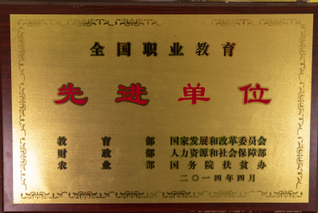 全国职业教育
先进单位
教育部 国家发展和改革委员会
财政部 人力资源和社会保障部
农业部 国务院扶贫办
二〇一四年四月